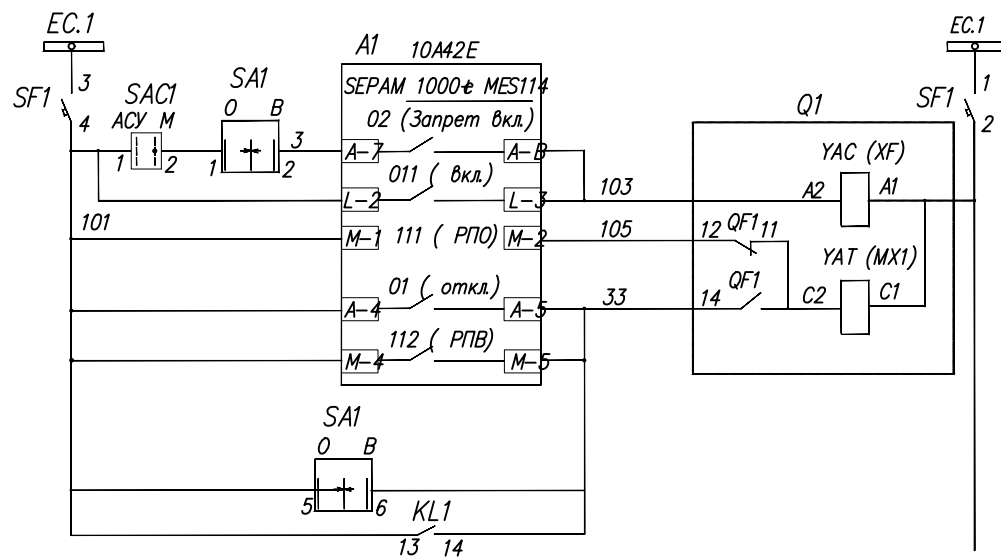 EC.1
EC.1
A1
10A42E
3
1
SF1
SAC1
SA1
SEPAM 1000+e MES114
Q1
SF1
4
АСУ М
О В
02 (Запрет вкл.)
2
1
2
1
3
2
A-7
A-B
YAC (XF)
011 ( вкл.)
L-2
L-3
103
A2
A1
101
M-1
111 ( РПО)
M-2
105
12
QF1
11
YAT (MX1)
01 ( откл.)
QF1
A-4
A-5
33
14
C2
C1
112 ( РПВ)
M-4
M-5
SA1
О В
5
6
KL1
13
14